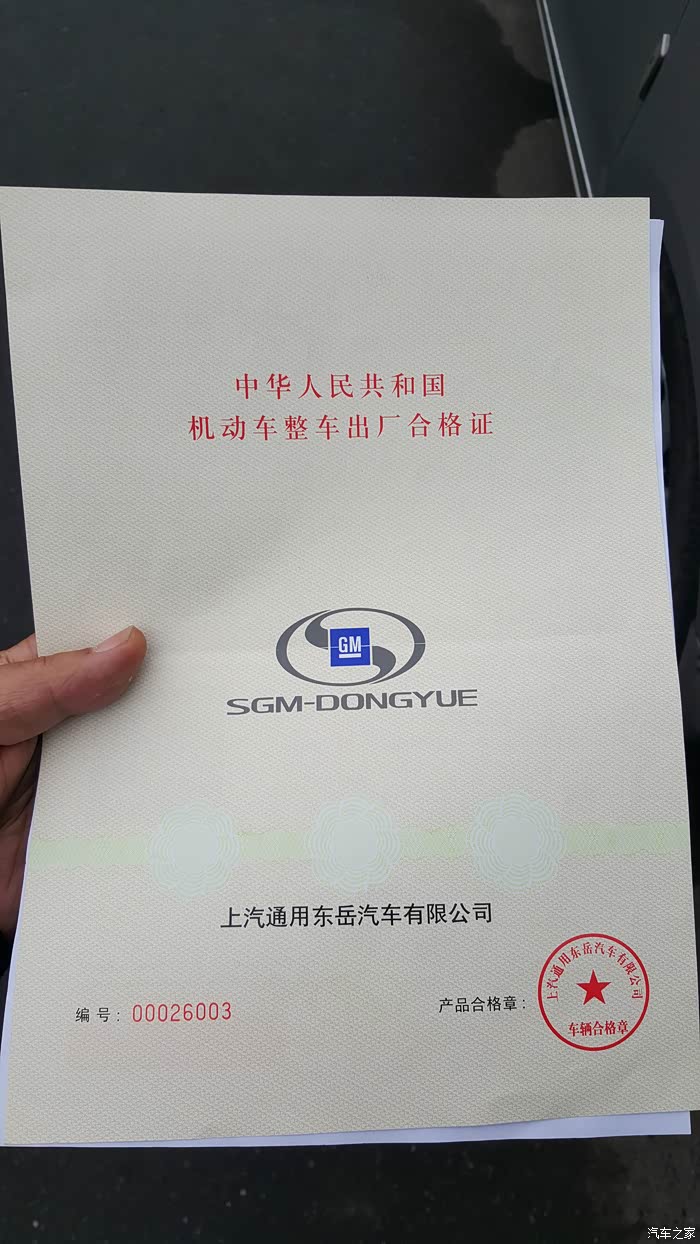 中华人民共和国
机动车整车出厂合格证
GM
SGM-DONGYUE
上汽通用东岳汽车有限公司
编号：00026003
产品合格章：
上汽通用东岳汽车有限公司
车辆合格章
汽车之家